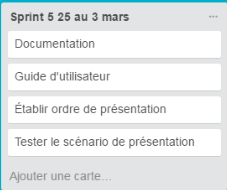 Sprint 5 25 au 3 mars
Documentation
Guide d'utilisateur
Établir ordre de présentation
Tester le scénario de présentation
Ajouter une carte...